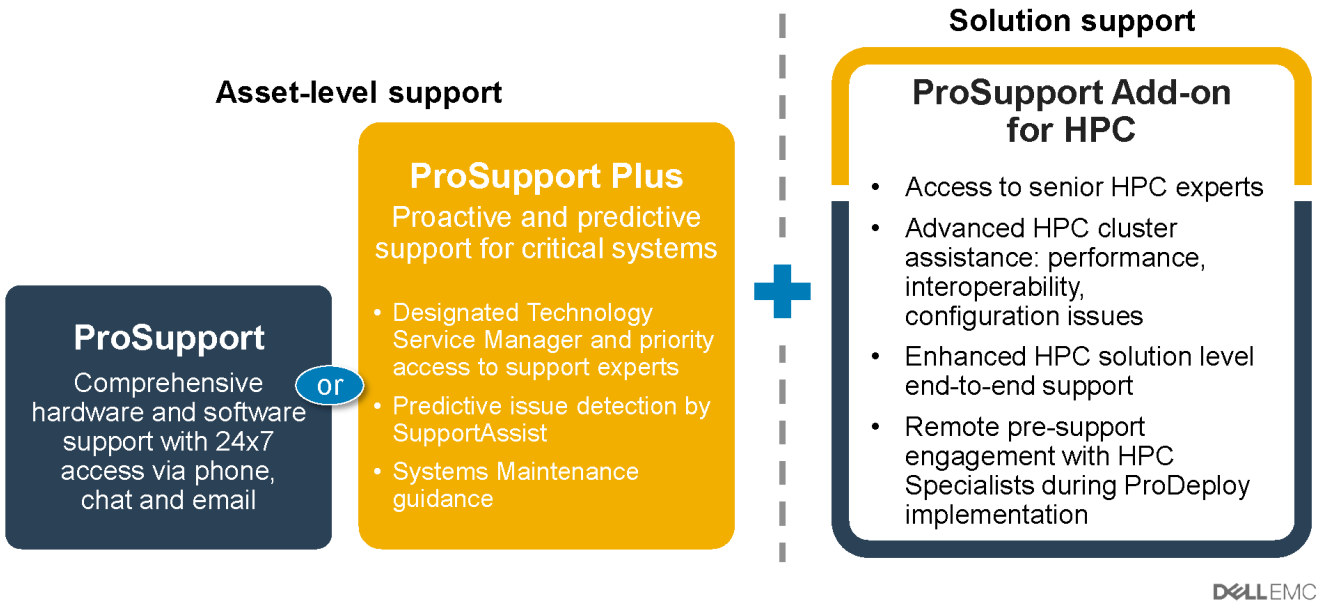 Asset-level support
ProSupport
Comprehensive
hardware and software
support with 24x7
access via phone,
chat and email
or
ProSupport Plus
Proactive and predictive
support for critical systems
• Designated Technology
Service Manager and priority
access to support experts
• Predictive issue detection by
SupportAssist
• Systems Maintenance
guidance
Solution support
ProSupport Add-on
for HPC
• Access to senior HPC experts
• Advanced HPC cluster
assistance: performance,
interoperability,
configuration issues
• Enhanced HPC solution level
end-to-end support
• Remote pre-support
engagement with HPC
Specialists during ProDeploy
implementation
DELLEMC